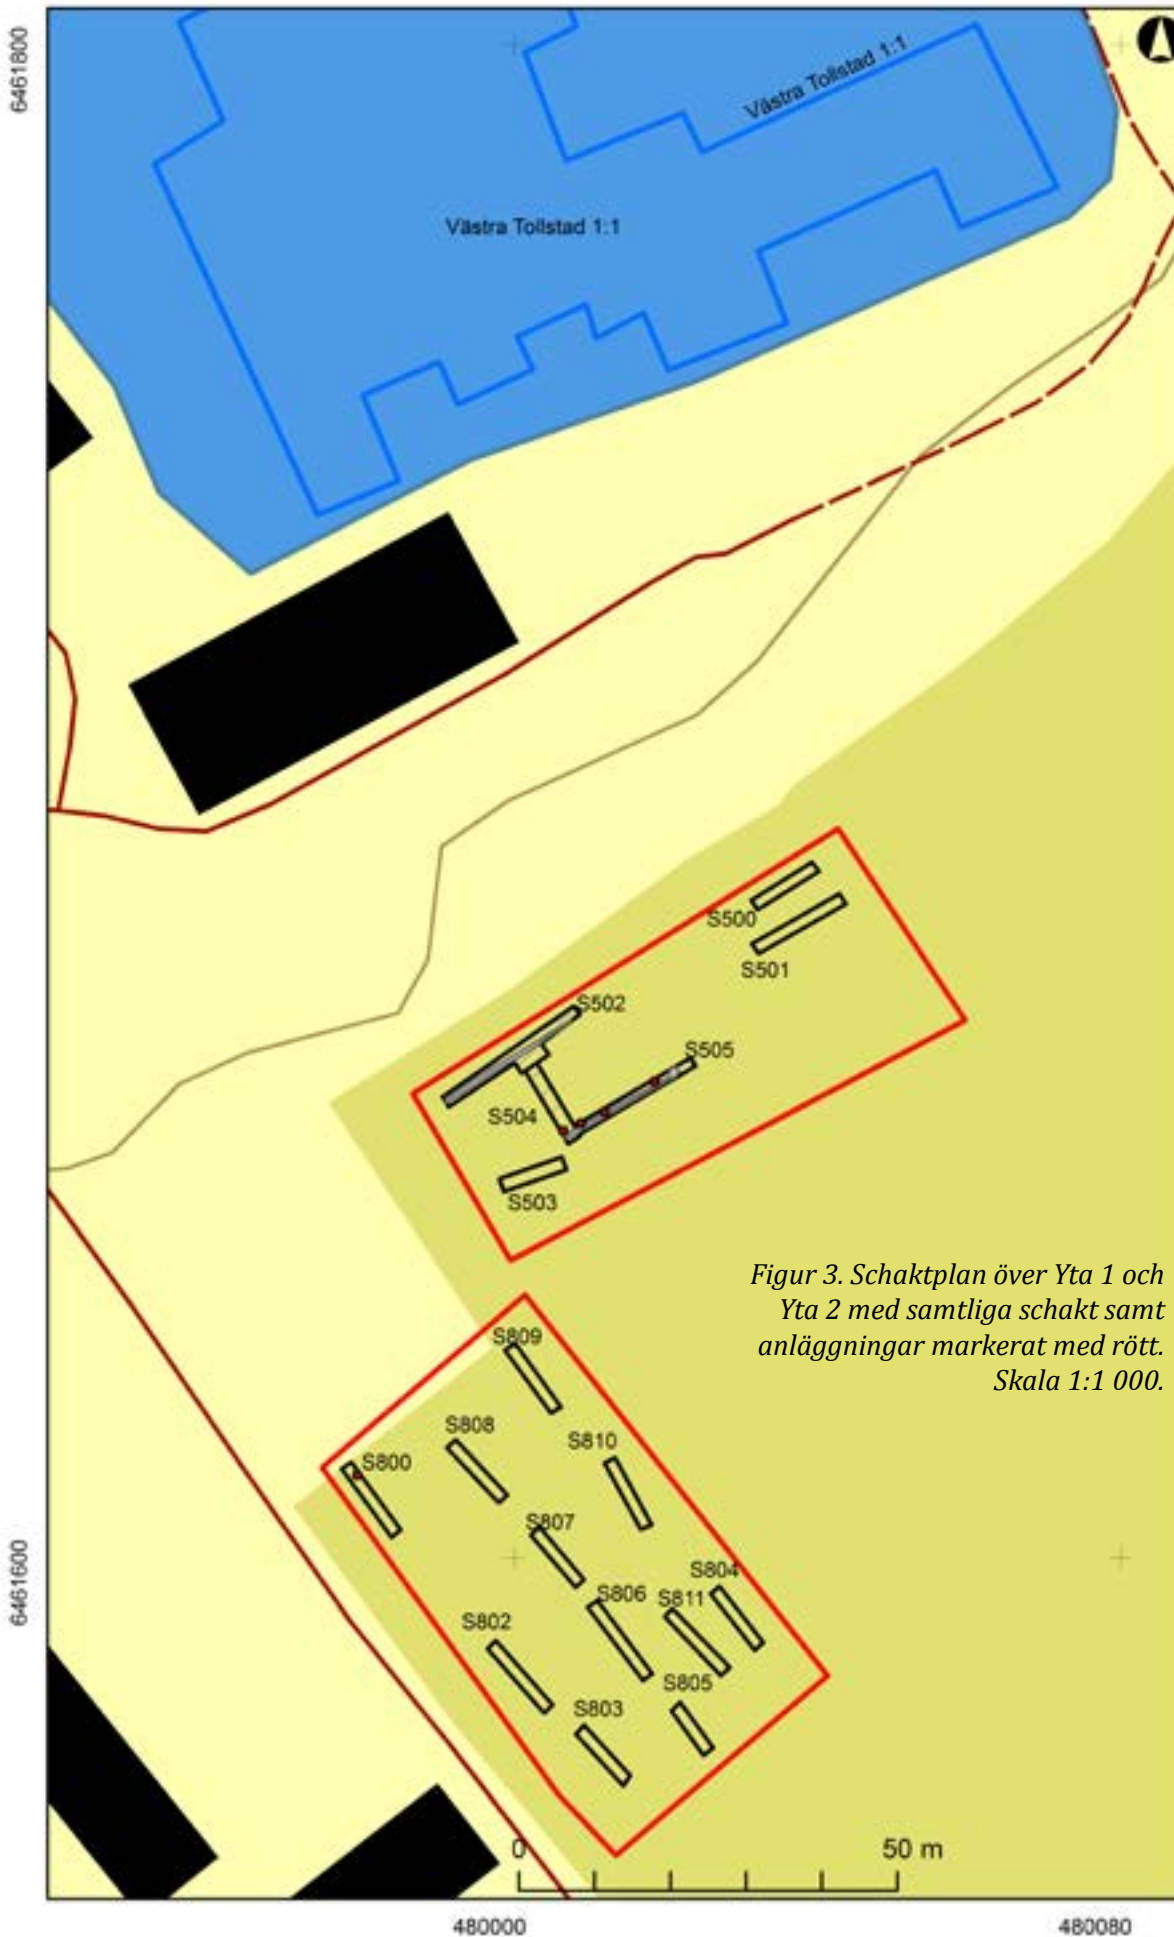 6461800
Västra Tollstad 1:1
Västra Tollstad 1:1
S500
S501
S502
S505
S504
S503
Figur 3. Schaktplan över Yta 1 och
Yta 2 med samtliga schakt samt
anläggningar markerat med rött.
Skala 1:1 000.
S809
S808
S810
S800
S807
6461600
S804
S806
S811
S802
S805
S803
0
50 m
480000
480080